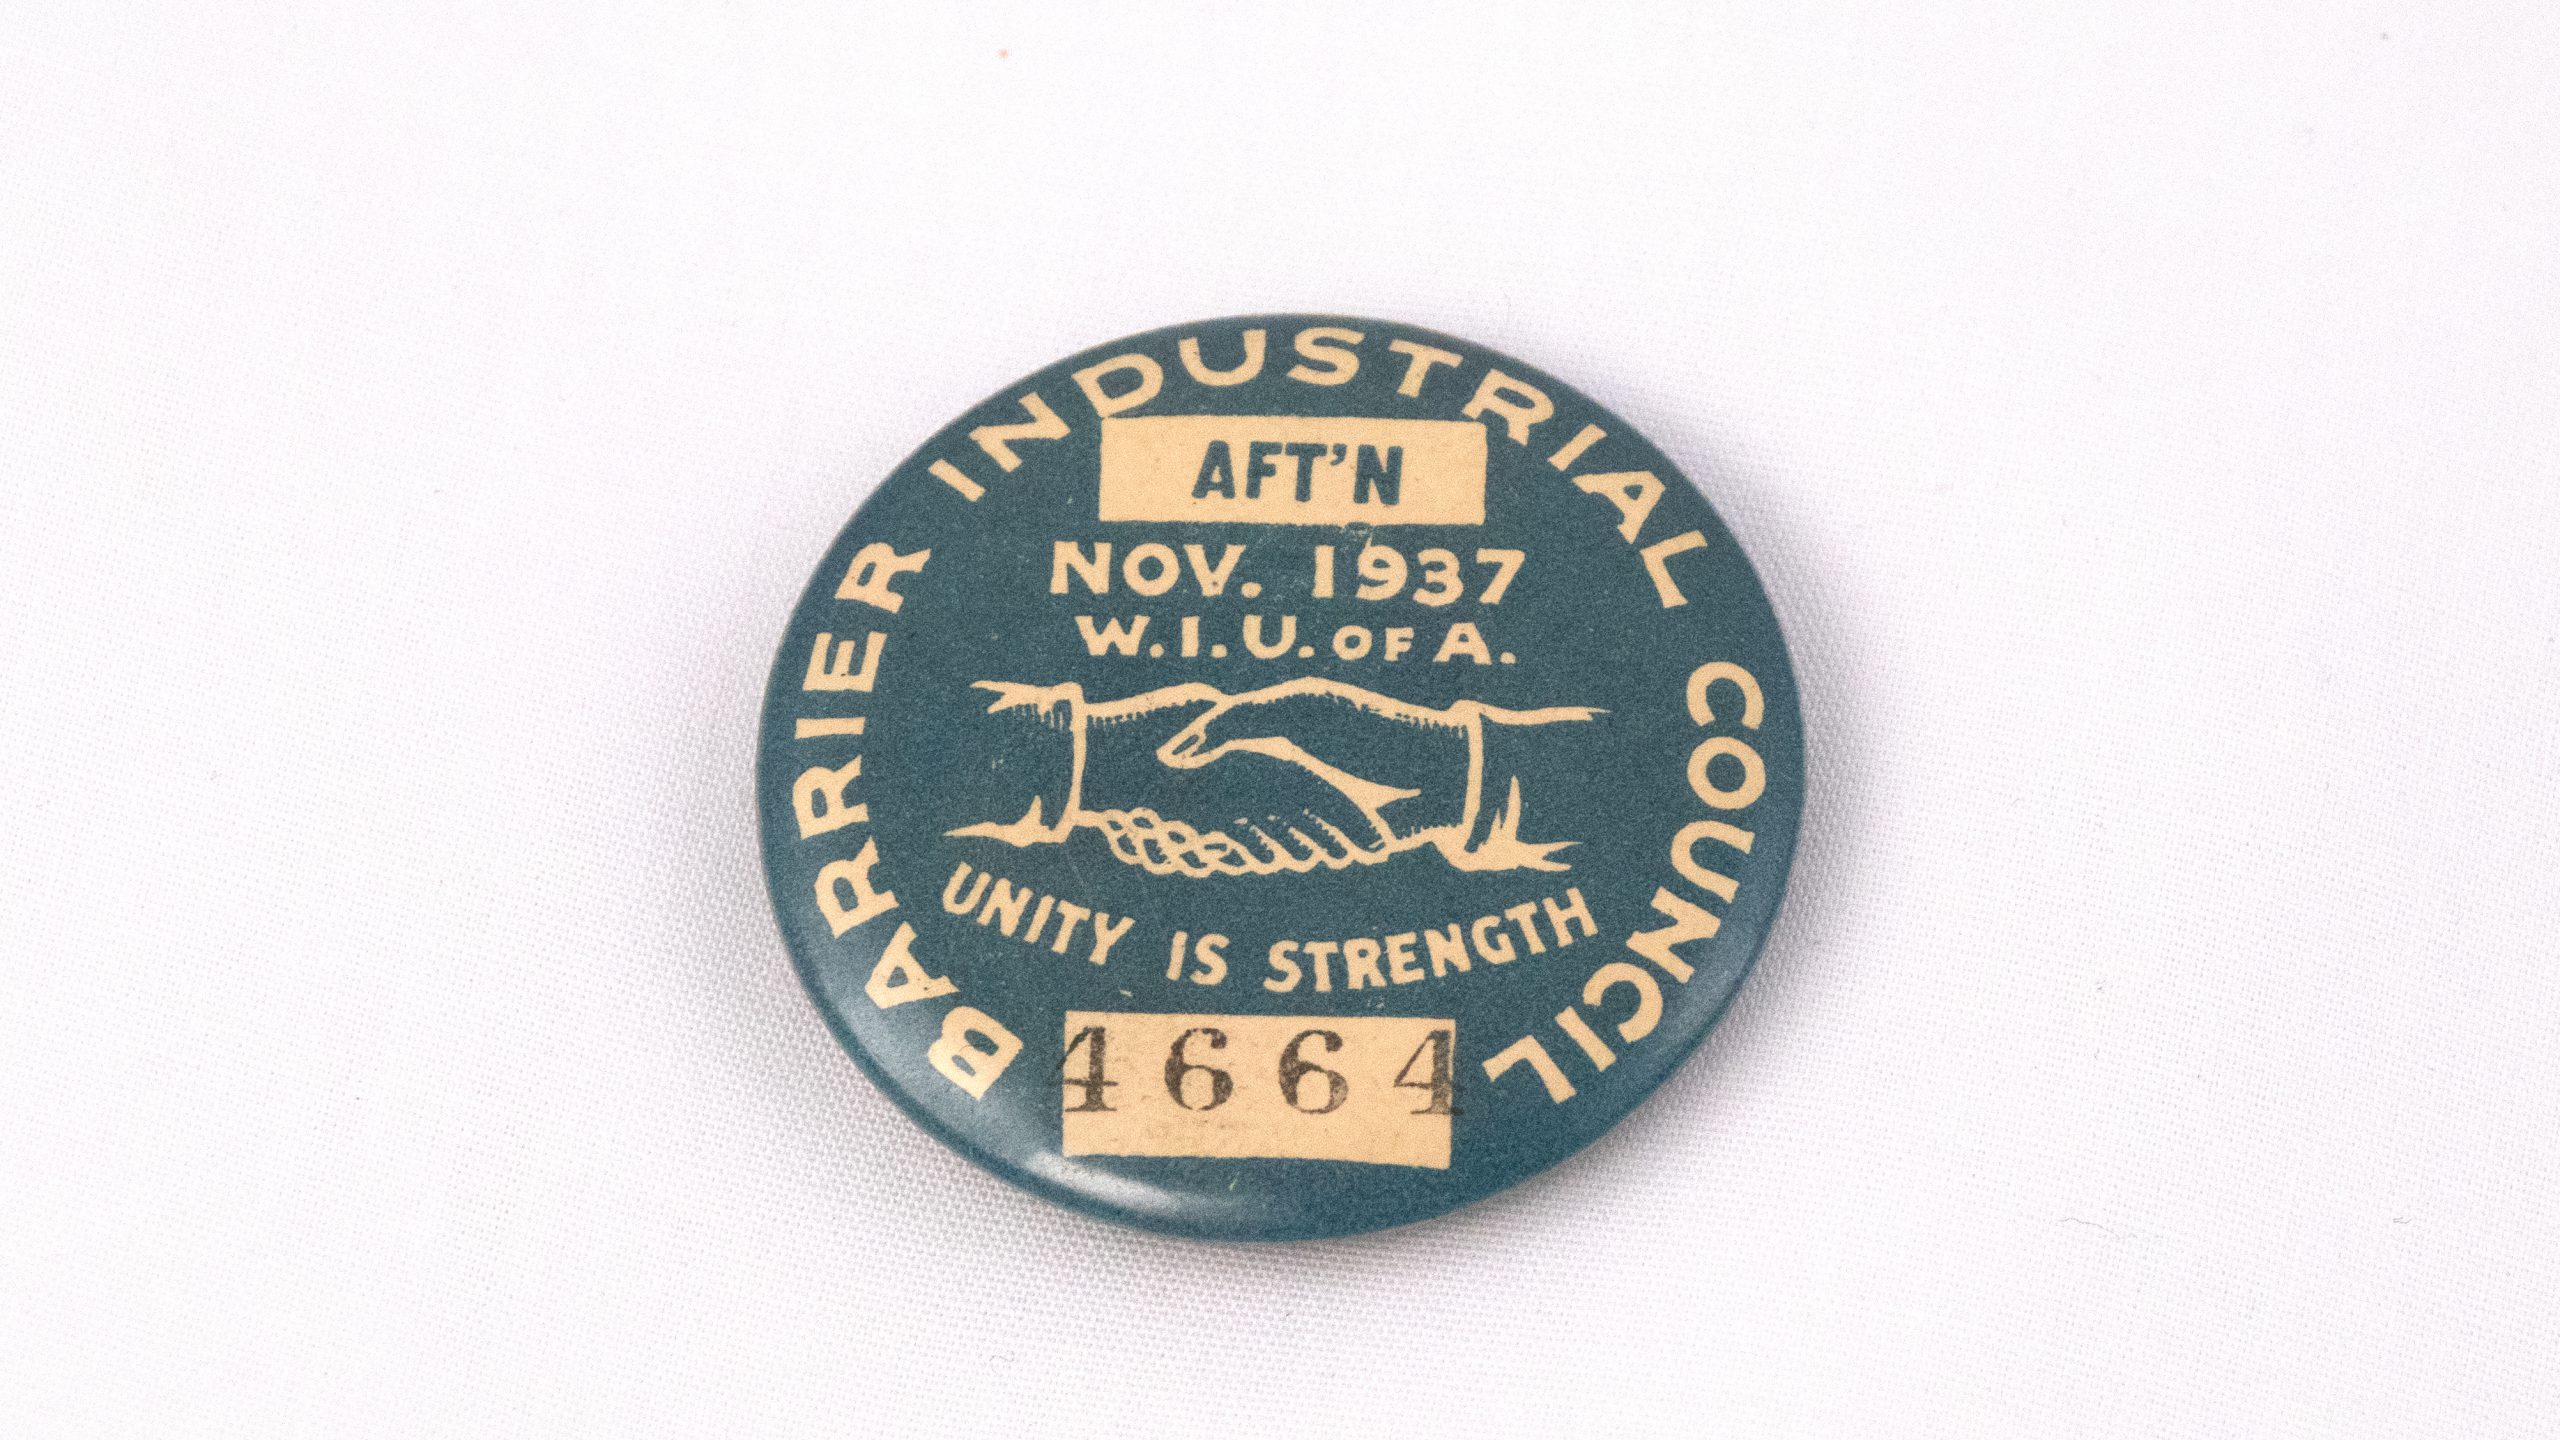 BARRIER INDUSTRIAL COUNCIL
AFT'N
NOV. 1937
W.I.U. OF A.
UNITY IS STRENGTH
4664